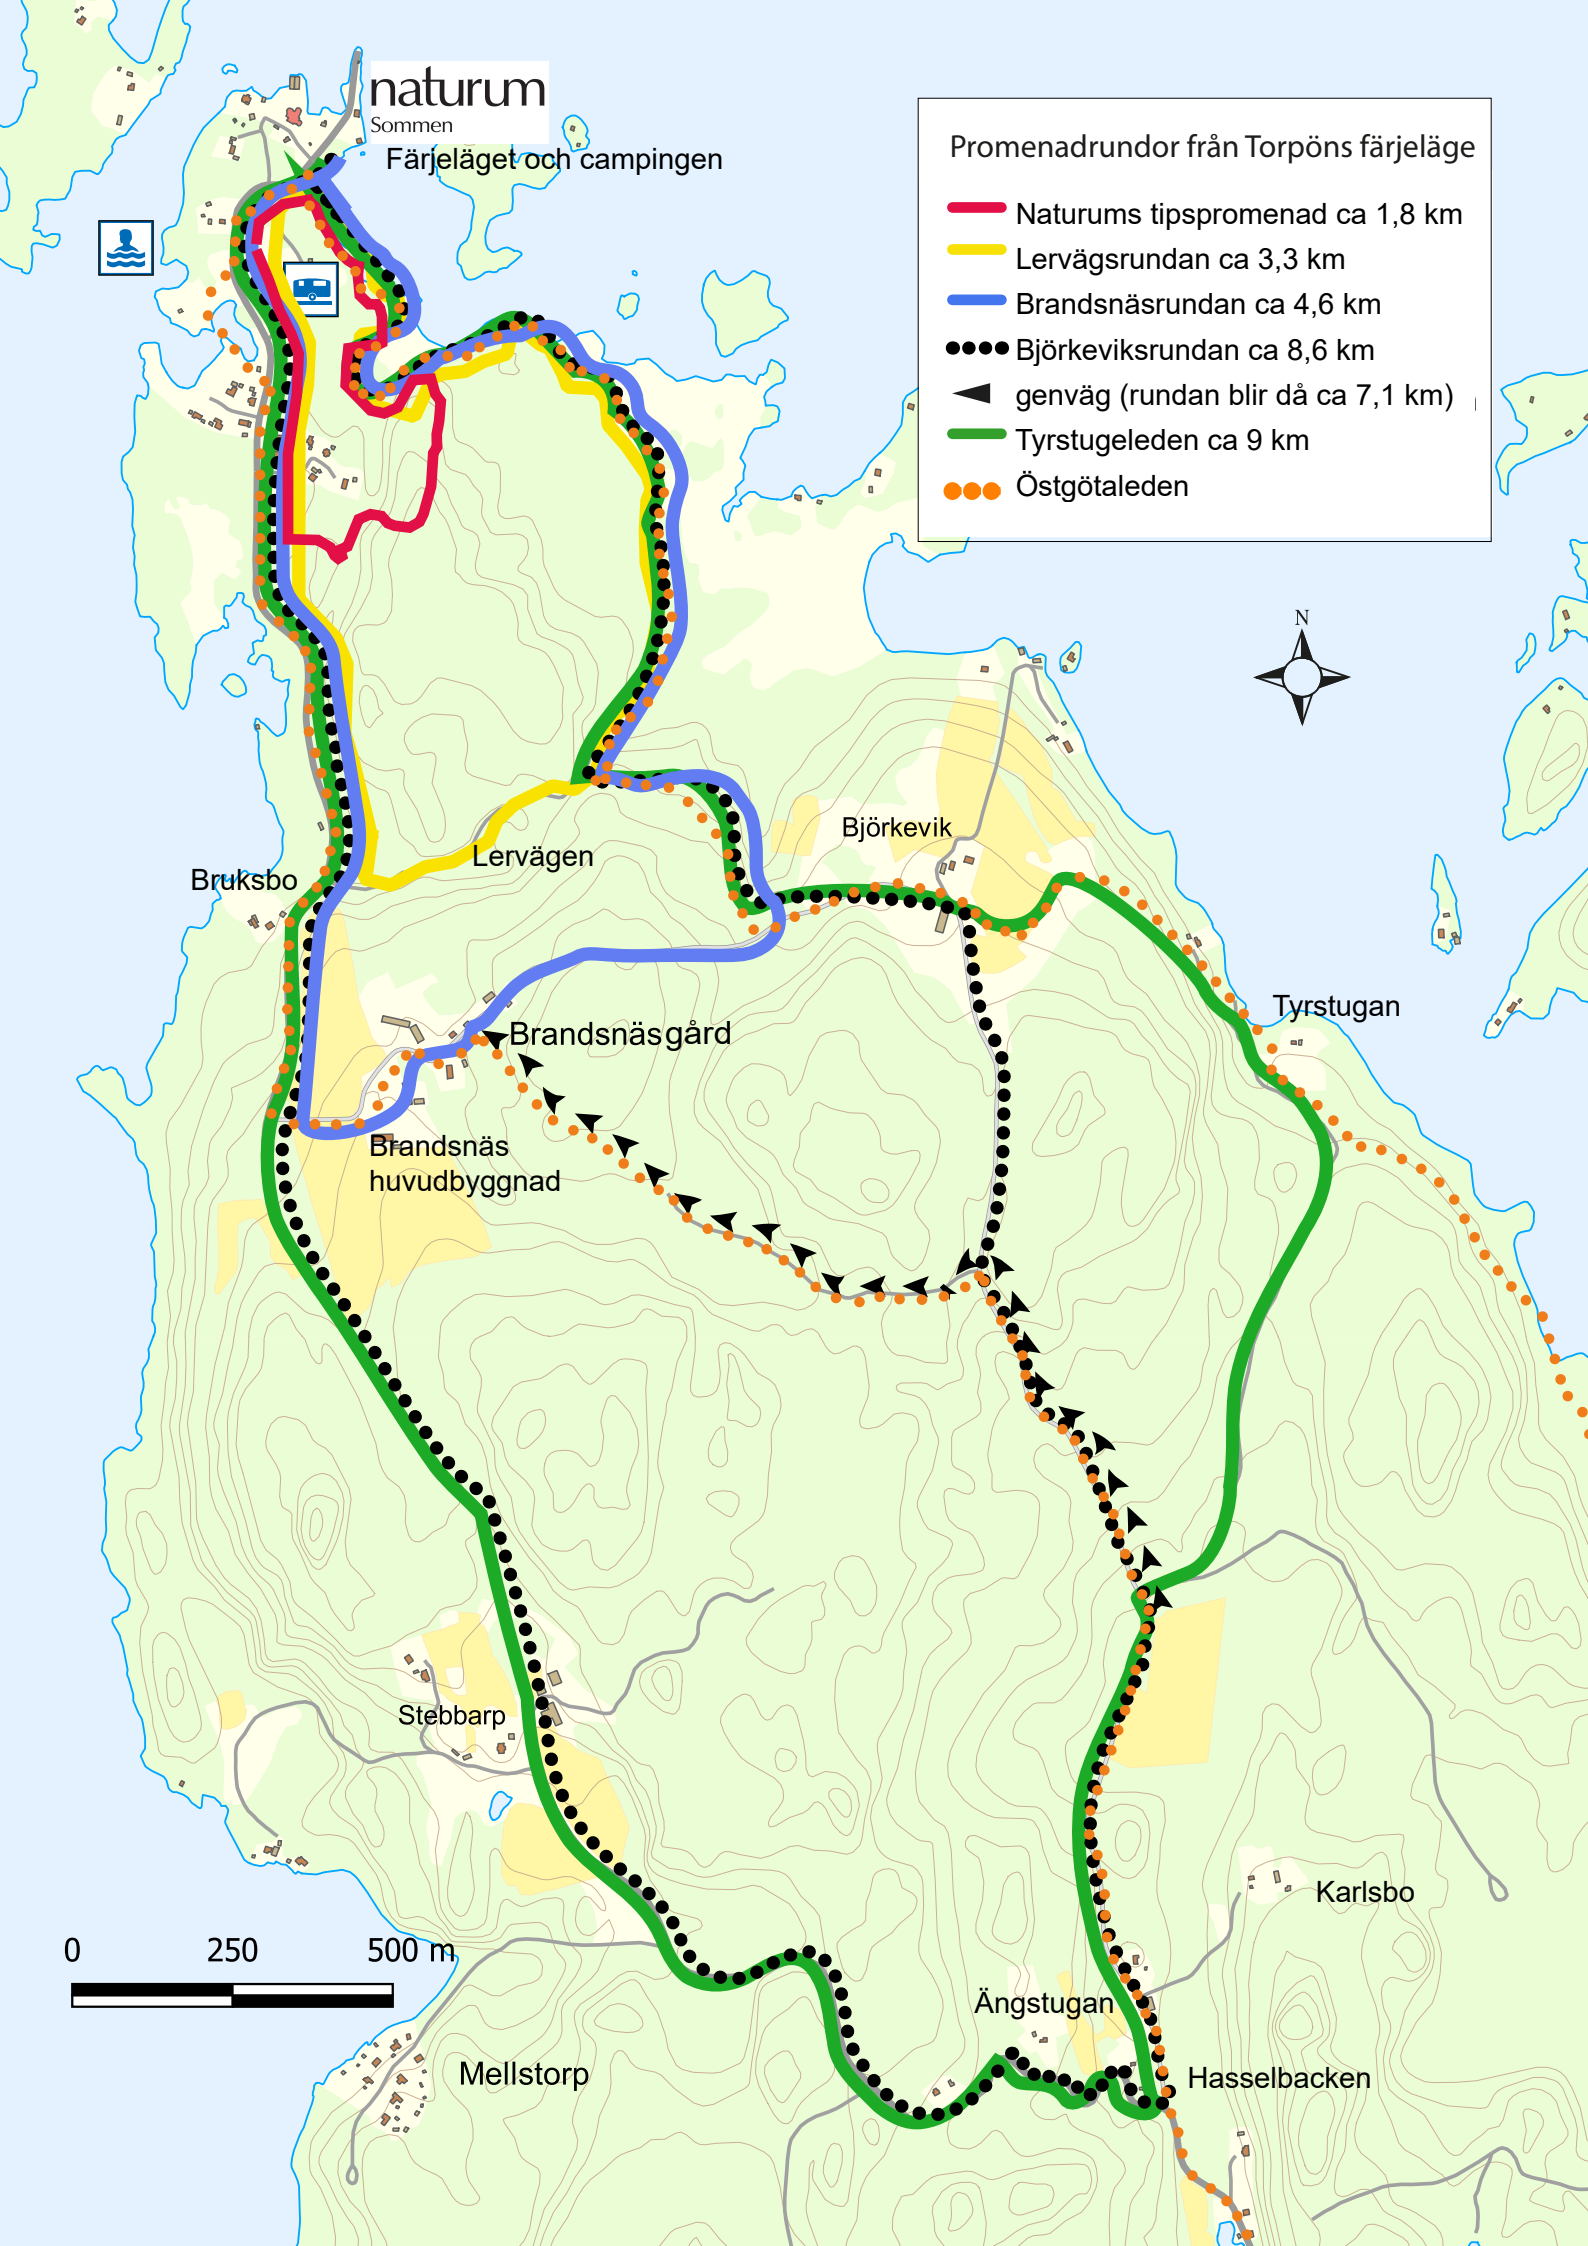 naturum
Sommen
Färjeläget och campingen
Promenadrundor från Torpöns färjeläge
Naturums tipspromenad ca 1,8 km
Lervägsrundan ca 3,3 km
Brandsnäsrundan ca 4,6 km
Björkeviksrundan ca 8,6 km
genväg (rundan blir då ca 7,1 km)
Tyrstugeleden ca 9 km
Östgötaleden
N
Björkevik
Lervägen
Bruksbo
Tyrstugan
Brandsnäs gård
Brandsnäs
huvudbyggnad
Stebbarp
Karlsbo
0 250 500 m
Ängstugan
Mellstorp
Hasselbacken